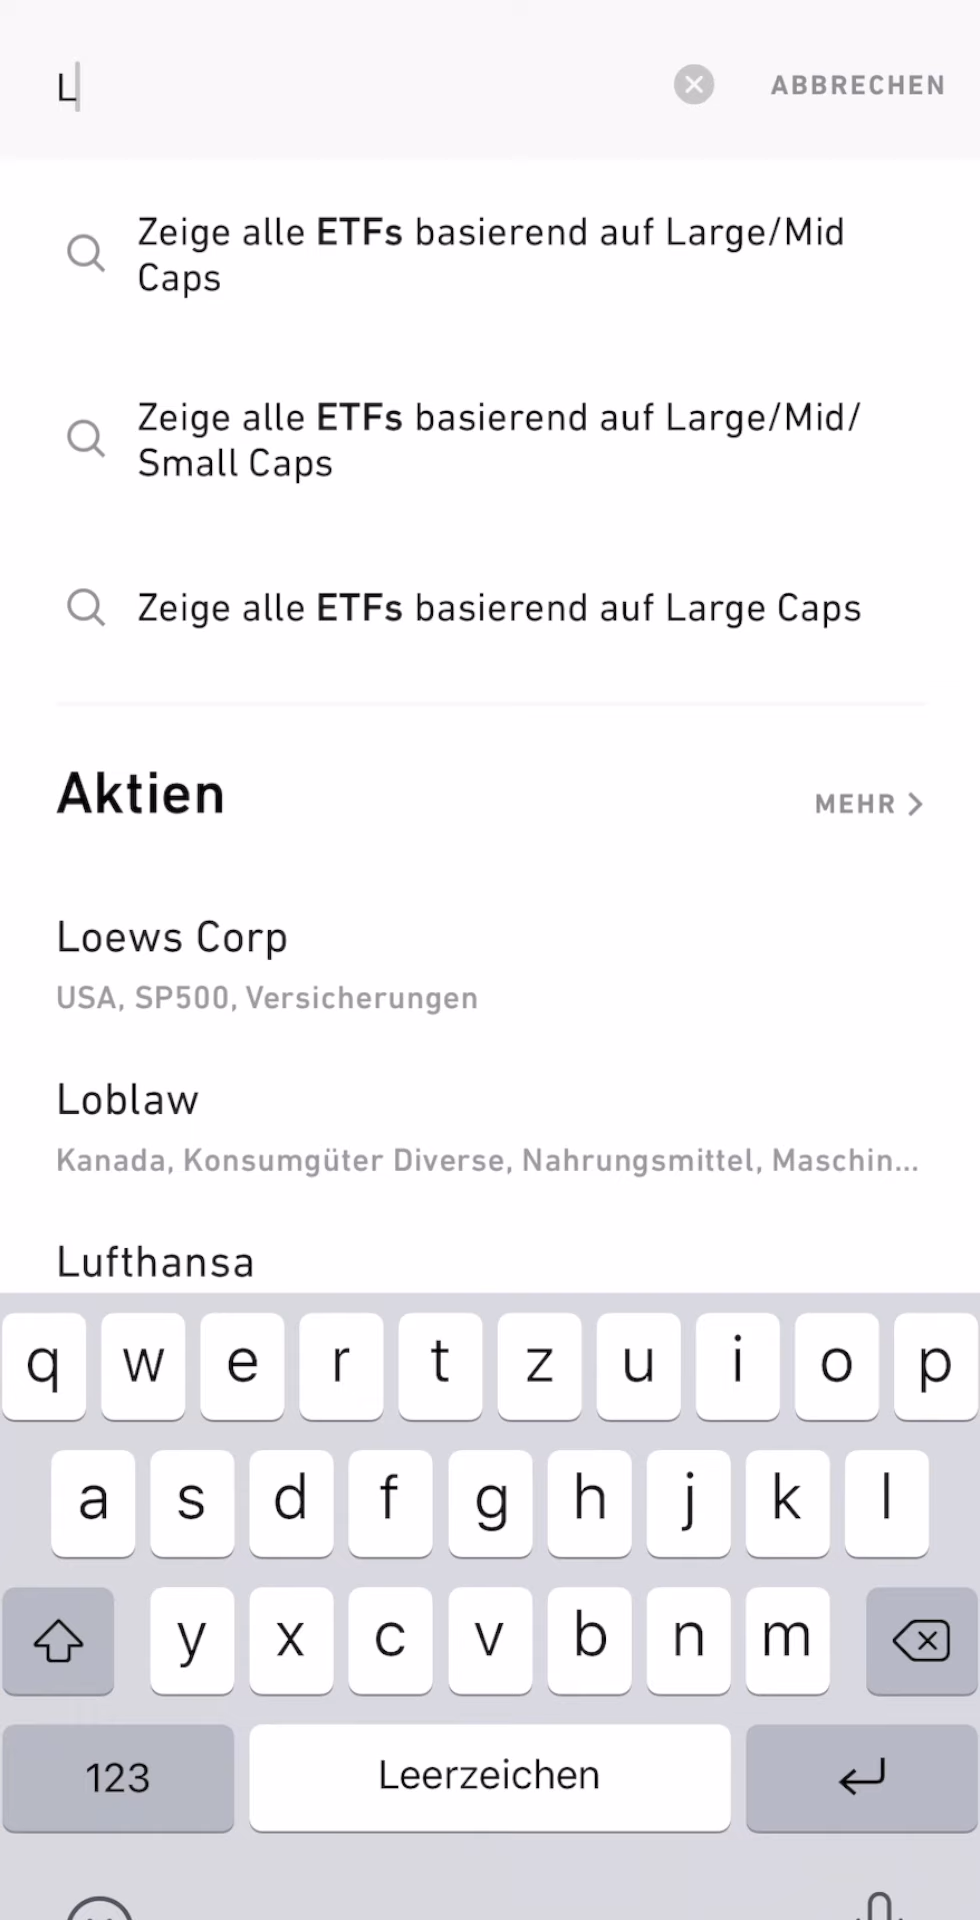 L
ABBRECHEN
Zeige alle ETFs basierend auf Large/Mid
Caps
Zeige alle ETFs basierend auf Large/Mid/
Small Caps
Zeige alle ETFs basierend auf Large Caps
Aktien
MEHR
Loews Corp
USA, SP500, Versicherungen
Loblaw
Kanada, Konsumgüter Diverse, Nahrungsmittel, Maschin...
Lufthansa
q w e r t z u i o p
a s d f g h j k l
y x c v b n m
123 Leerzeichen